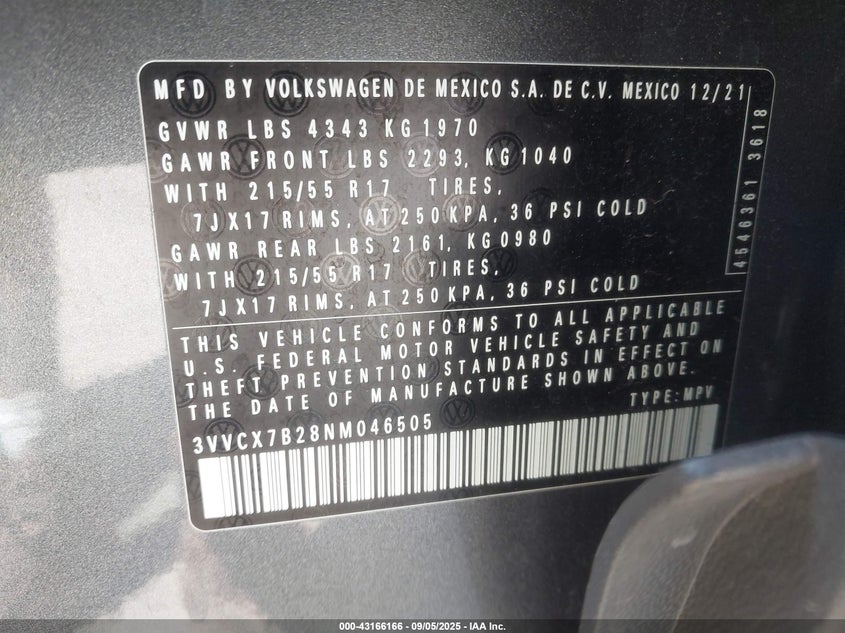 MFD BY VOLKSWAGEN DE MEXICO S.A. DE C.V. MEXICO 12/21
GVWR LBS 4343 KG 1970
GAWR FRONT LBS 2293, KG 1040
WITH 215/55 R17 TIRES,
7JX17 RIMS, AT 250 KPA, 36 PSI COLD
GAWR REAR LBS 2161, KG 0980
WITH 215/55 R17 TIRES,
7JX17 RIMS, AT 250 KPA, 36 PSI COLD
4546361 3618
THIS VEHICLE CONFORMS TO ALL APPLICABLE
U.S. FEDERAL MOTOR VEHICLE SAFETY AND
THEFT PREVENTION STANDARDS IN EFFECT ON
THE DATE OF MANUFACTURE SHOWN ABOVE.
TYPE: MPV
3VVCX7B28NM046505
000-43166166 - 09/05/2025 - IAA Inc.